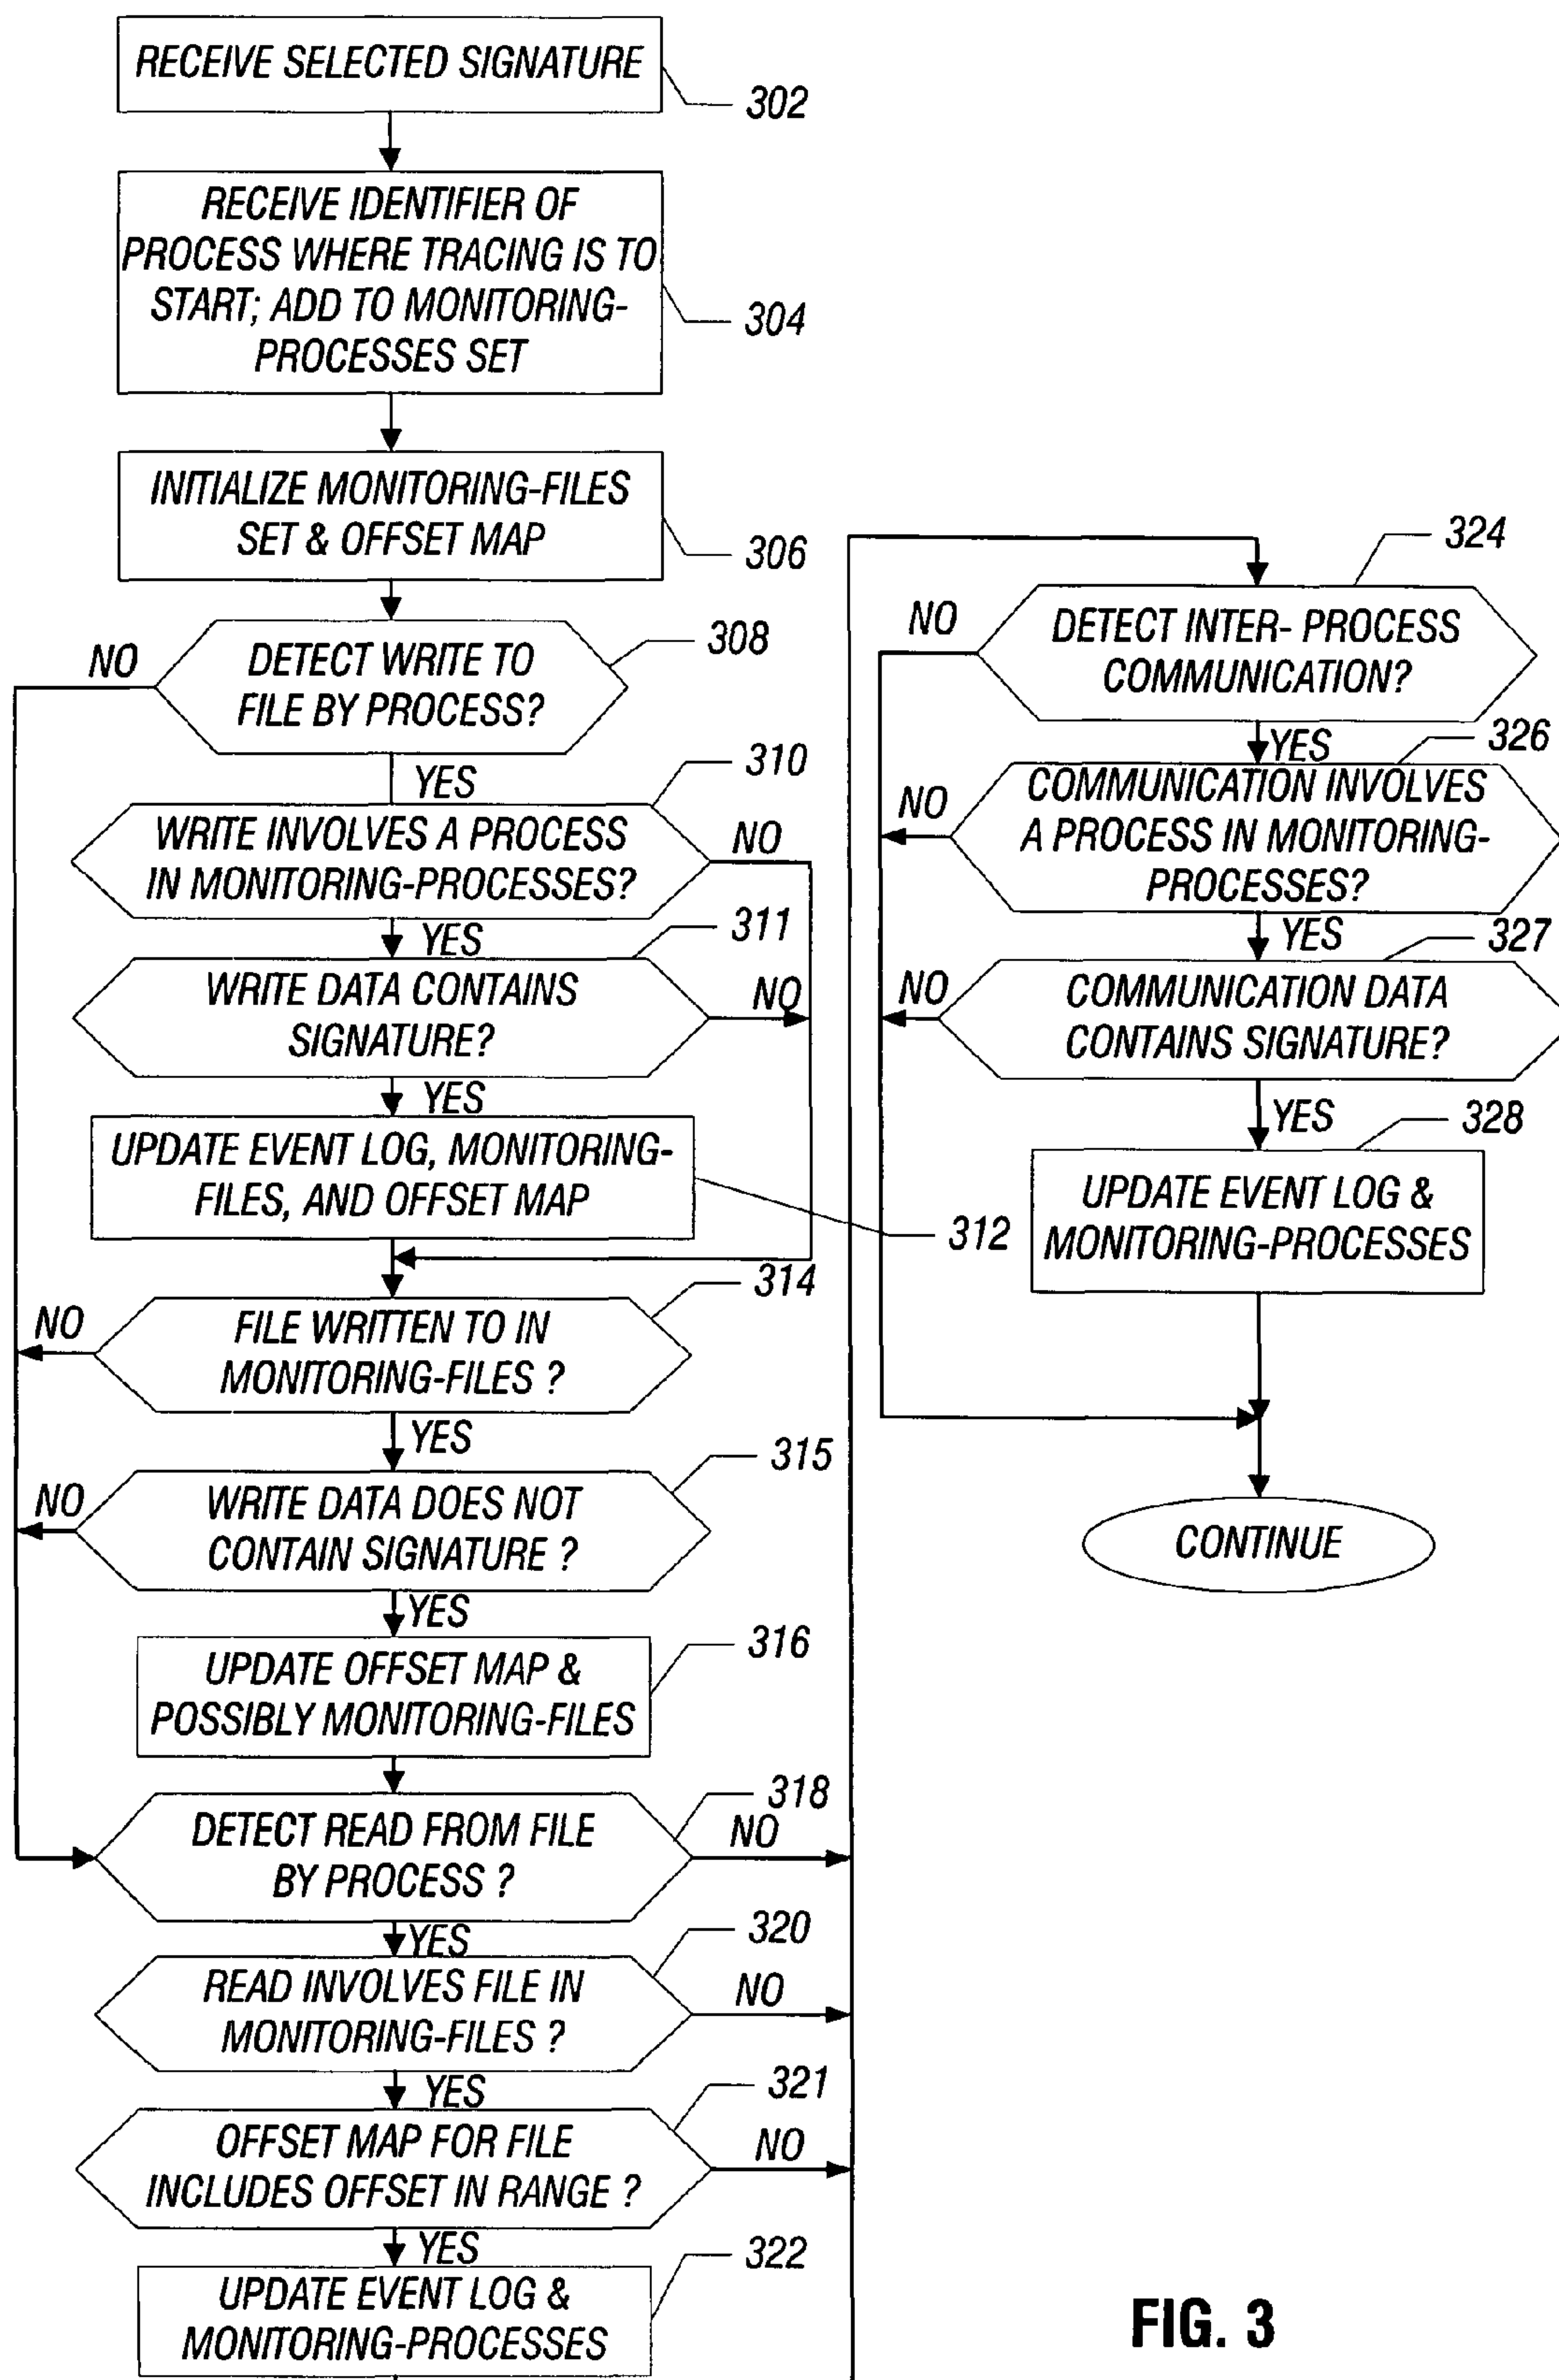 RECEIVE SELECTED SIGNATURE
302
RECEIVE IDENTIFIER OF
PROCESS WHERE TRACING IS TO
START; ADD TO MONITORING-
PROCESSES SET
304
INITIALIZE MONITORING-FILES
SET & OFFSET MAP
306
DETECT WRITE TO
FILE BY PROCESS?
308
NO
YES
WRITE INVOLVES A PROCESS
IN MONITORING-PROCESSES?
310
NO
YES
WRITE DATA CONTAINS
SIGNATURE?
311
NO
YES
UPDATE EVENT LOG, MONITORING-
FILES, AND OFFSET MAP
312
FILE WRITTEN TO IN
MONITORING-FILES ?
314
NO
YES
WRITE DATA DOES NOT
CONTAIN SIGNATURE ?
315
NO
YES
UPDATE OFFSET MAP &
POSSIBLY MONITORING-FILES
316
DETECT READ FROM FILE
BY PROCESS ?
318
NO
YES
READ INVOLVES FILE IN
MONITORING-FILES ?
320
NO
YES
OFFSET MAP FOR FILE
INCLUDES OFFSET IN RANGE ?
321
NO
YES
UPDATE EVENT LOG &
MONITORING-PROCESSES
322
DETECT INTER- PROCESS
COMMUNICATION?
324
NO
YES
COMMUNICATION INVOLVES
A PROCESS IN MONITORING-
PROCESSES?
326
NO
YES
COMMUNICATION DATA
CONTAINS SIGNATURE?
327
NO
YES
UPDATE EVENT LOG &
MONITORING-PROCESSES
328
CONTINUE
FIG. 3